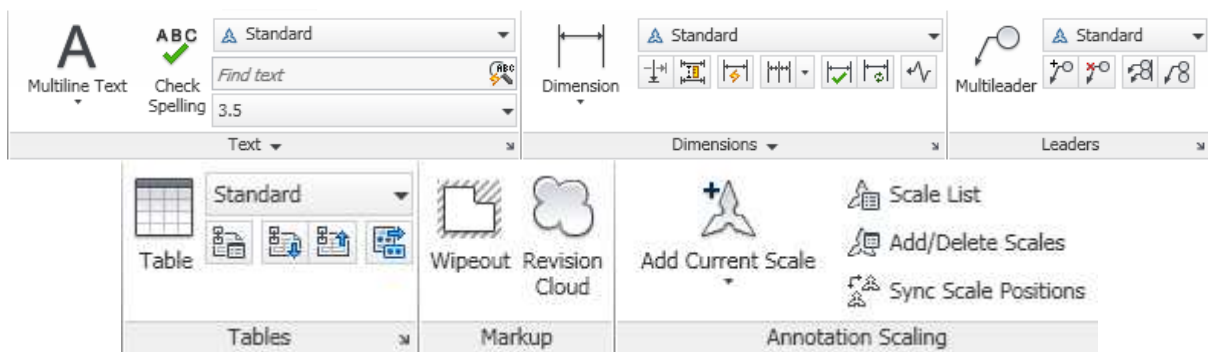 Multiline Text
ABC
Check
Spelling
Standard
Find text
ABC
3.5
Text
Dimension
Standard
Dimensions
Multileader
Standard
Leaders
Table
Standard
Tables
Wipeout
Revision
Cloud
Markup
Add Current Scale
Scale List
Add/Delete Scales
Sync Scale Positions
Annotation Scaling